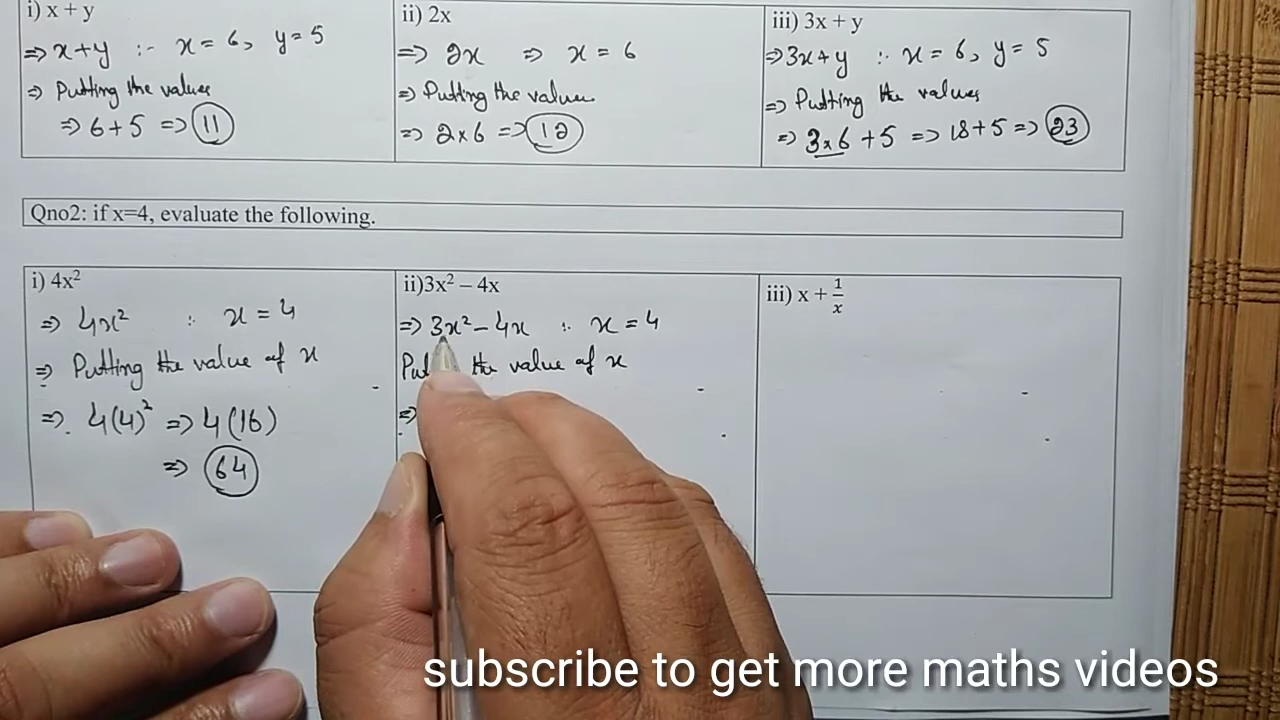 i) x + y
⇒ x+y ∴ x = 6, y = 5
⇒ Putting the values
⇒ 6+5 ⇒ 11
ii) 2x
⇒ 2x ⇒ x = 6
⇒ Putting the values
⇒ 2×6 ⇒ 12
iii) 3x + y
⇒ 3x+y ∴ x = 6, y = 5
⇒ Putting the values
⇒ 3×6 +5 ⇒ 18+5 ⇒ 23
Qno2: if x=4, evaluate the following.
i) 4x²
⇒ 4x² ∴ x = 4
⇒ Putting the value of x
⇒ 4(4)² ⇒ 4(16)
⇒ 64
ii)3x² – 4x
⇒ 3x² – 4x ∴ x = 4
the value of x
⇒
iii) x + 1/x
subscribe to get more maths videos